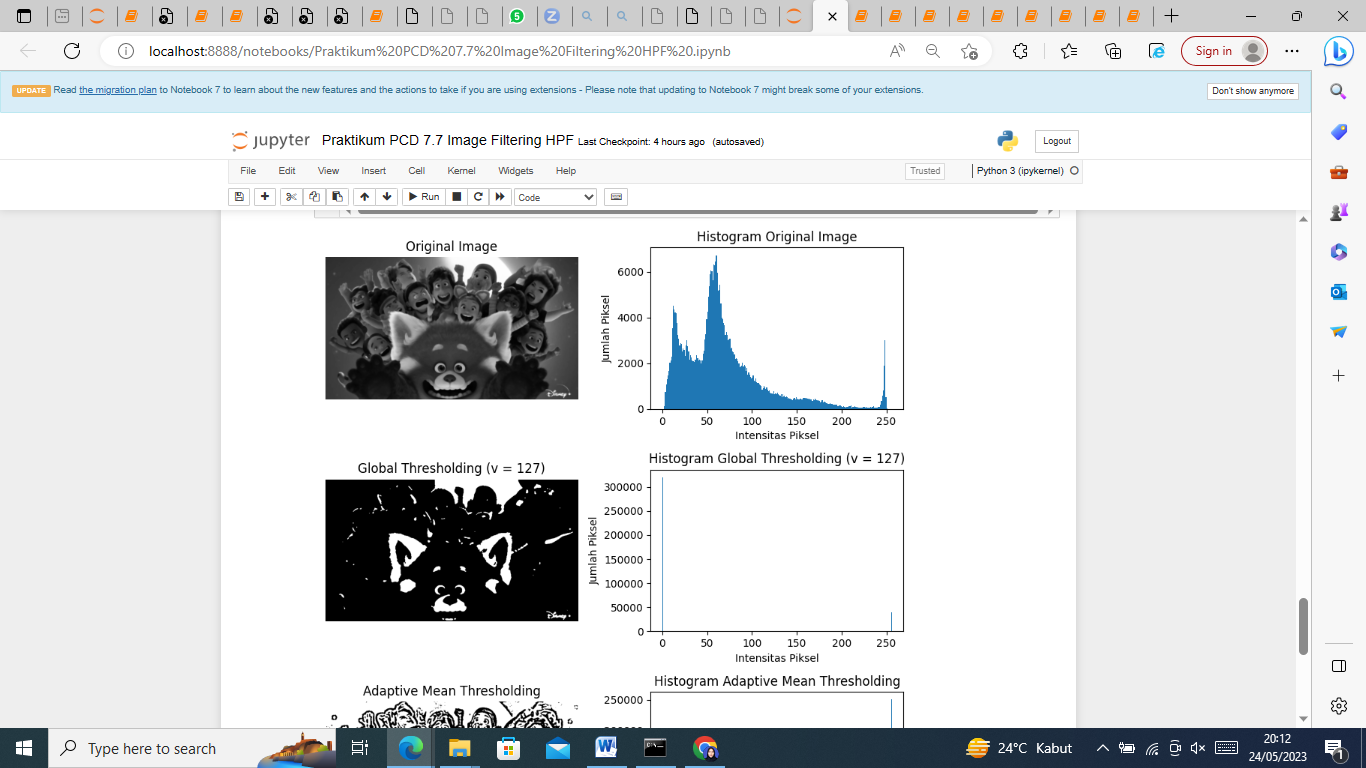 localhost:8888/notebooks/Praktikum%20PCD%207.7%20Image%20Filtering%20HPF%20.ipynb
Sign in
UPDATE Read the migration plan to Notebook 7 to learn about the new features and the actions to take if you are using extensions - Please note that updating to Notebook 7 might break some of your extensions.
Don't show anymore
jupyter Praktikum PCD 7.7 Image Filtering HPF Last Checkpoint: 4 hours ago (autosaved)
Logout
File Edit View Insert Cell Kernel Widgets Help
Trusted
Python 3 (ipykernel)
Run
Code
Original Image
Disney+
Histogram Original Image
Jumlah Piksel
6000
4000
2000
0
0 50 100 150 200 250
Intensitas Piksel
Global Thresholding (v = 127)
Disney+
Histogram Global Thresholding (v = 127)
Jumlah Piksel
300000
250000
200000
150000
100000
50000
0
0 50 100 150 200 250
Intensitas Piksel
Adaptive Mean Thresholding
Histogram Adaptive Mean Thresholding
250000
Type here to search
24°C Kabut
20:12
24/05/2023
1